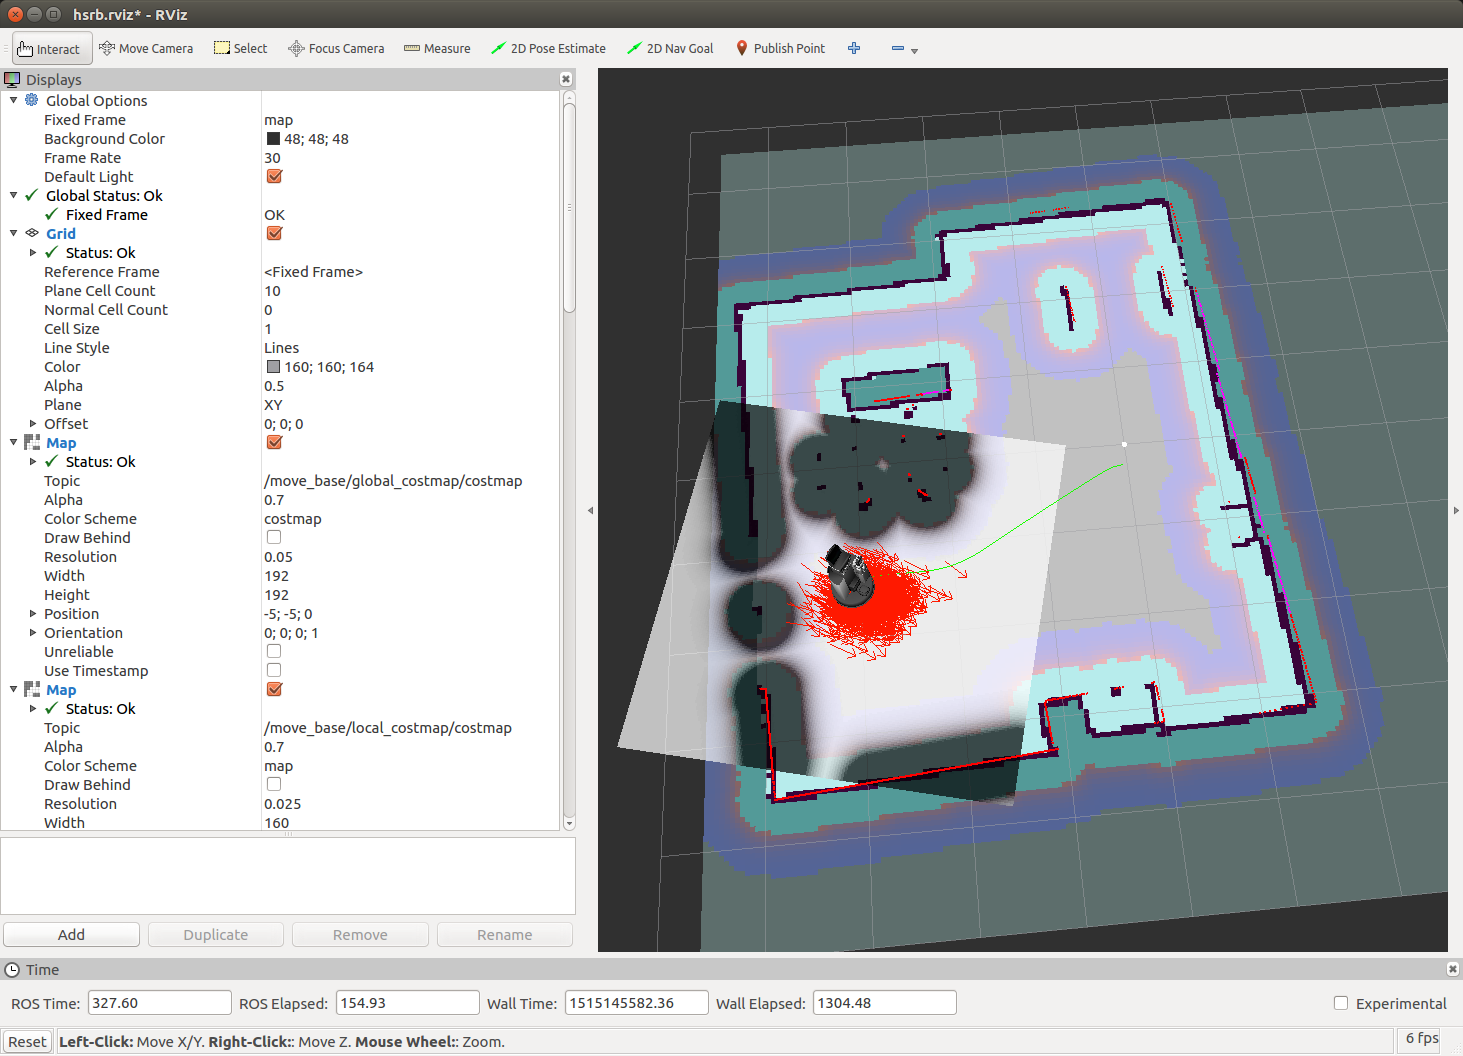 hsrb.rviz* - RViz
Interact Move Camera Select Focus Camera Measure 2D Pose Estimate 2D Nav Goal Publish Point
Displays
Global Options
Fixed Frame map
Background Color 48; 48; 48
Frame Rate 30
Default Light
Global Status: Ok
Fixed Frame OK
Grid
Status: Ok
Reference Frame <Fixed Frame>
Plane Cell Count 10
Normal Cell Count 0
Cell Size 1
Line Style Lines
Color 160; 160; 164
Alpha 0.5
Plane XY
Offset 0; 0; 0
Map
Status: Ok
Topic /move_base/global_costmap/costmap
Alpha 0.7
Color Scheme costmap
Draw Behind
Resolution 0.05
Width 192
Height 192
Position -5; -5; 0
Orientation 0; 0; 0; 1
Unreliable
Use Timestamp
Map
Status: Ok
Topic /move_base/local_costmap/costmap
Alpha 0.7
Color Scheme map
Draw Behind
Resolution 0.025
Width 160
Add Duplicate Remove Rename
Time
ROS Time: 327.60 ROS Elapsed: 154.93 Wall Time: 1515145582.36 Wall Elapsed: 1304.48 Experimental
Reset Left-Click: Move X/Y. Right-Click:: Move Z. Mouse Wheel:: Zoom. 6 fps